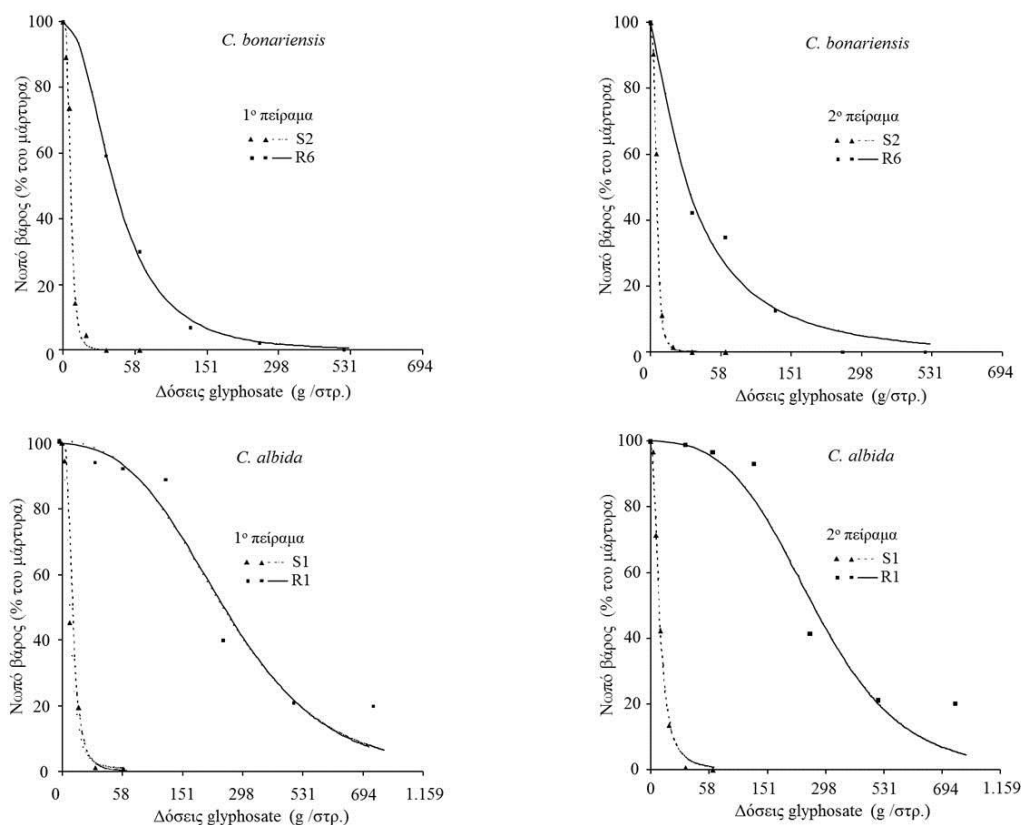 C. bonariensis
1ο πείραμα
S2
R6
Νωπό βάρος (% του μάρτυρα)
100
80
60
40
20
0
0 58 151 298 531 694
Δόσεις glyphosate (g /στρ.)
C. bonariensis
2ο πείραμα
S2
R6
Νωπό βάρος (% του μάρτυρα)
100
80
60
40
20
0
0 58 151 298 531 694
Δόσεις glyphosate (g/στρ.)
C. albida
1ο πείραμα
S1
R1
Νωπό βάρος (% του μάρτυρα)
100
80
60
40
20
0
0 58 151 298 531 694 1.159
Δόσεις glyphosate (g /στρ.)
C. albida
2ο πείραμα
S1
R1
Νωπό βάρος (% του μάρτυρα)
100
80
60
40
20
0
0 58 151 298 531 694 1.159
Δόσεις glyphosate (g /στρ.)